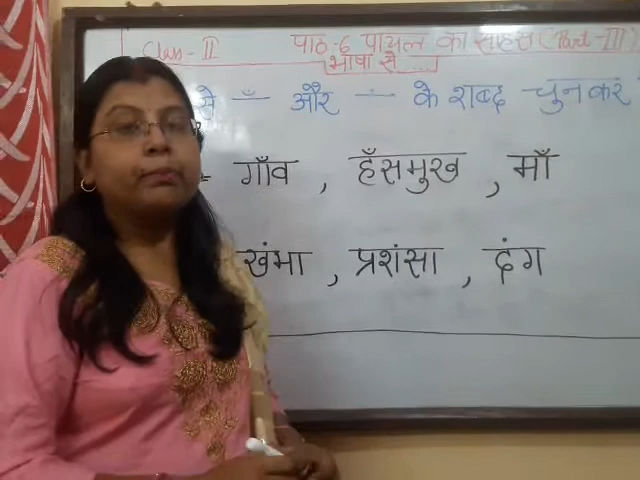 Class - II पाठ - 6 पायल का साहस (Part - III)
भाषा से ....
से ँ और ं के शब्द चुनकर
गाँव , हँसमुख , माँ
खंभा , प्रशंसा , दंग